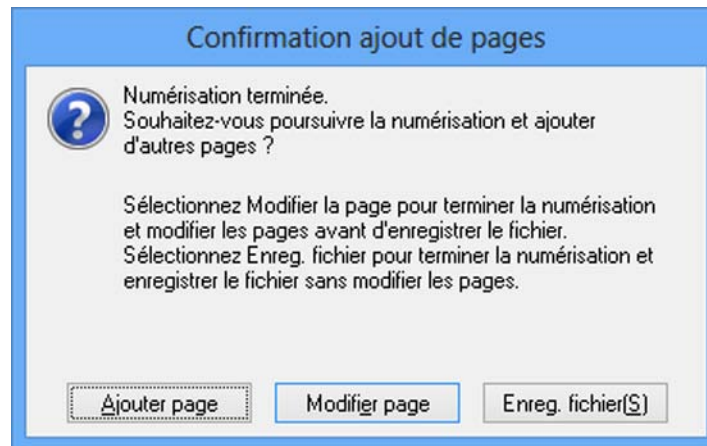 Confirmation ajout de pages
Numérisation terminée.
Souhaitez-vous poursuivre la numérisation et ajouter
d'autres pages ?
Sélectionnez Modifier la page pour terminer la numérisation
et modifier les pages avant d'enregistrer le fichier.
Sélectionnez Enreg. fichier pour terminer la numérisation et
enregistrer le fichier sans modifier les pages.
Ajouter page
Modifier page
Enreg. fichier(S)